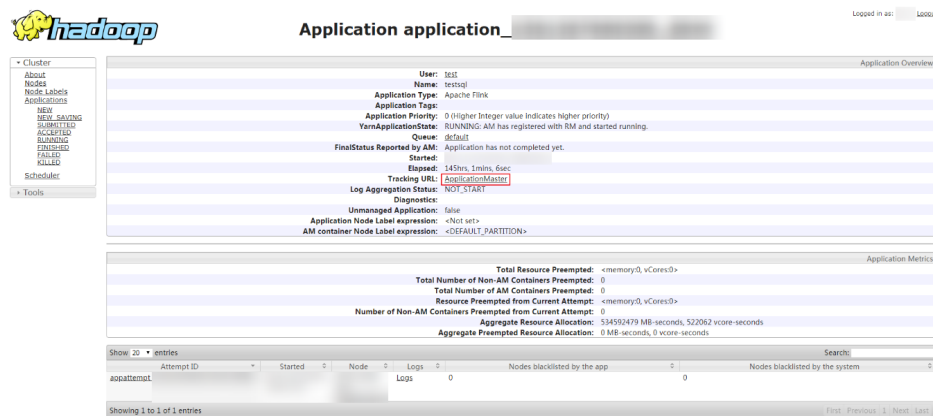 Logged in as:
hadoop
Application application_
Cluster
About
Nodes
Node Labels
Applications
NEW
NEW_SAVING
SUBMITTED
ACCEPTED
RUNNING
FINISHED
FAILED
KILLED
Scheduler
Tools
Application Overview
User: test
Name: testsql
Application Type: Apache Flink
Application Tags:
Application Priority: 0 (Higher Integer value indicates higher priority)
YarnApplicationState: RUNNING: AM has registered with RM and started running.
Queue: default
FinalStatus Reported by AM: Application has not completed yet.
Started:
Elapsed: 145hrs, 1mins, 6sec
Tracking URL: ApplicationMaster
Log Aggregation Status: NOT_START
Diagnostics:
Unmanaged Application: false
Application Node Label expression: <Not set>
AM container Node Label expression: <DEFAULT_PARTITION>
Application Metrics
Total Resource Preempted: <memory:0, vCores:0>
Total Number of Non-AM Containers Preempted: 0
Total Number of AM Containers Preempted: 0
Resource Preempted from Current Attempt: <memory:0, vCores:0>
Number of Non-AM Containers Preempted from Current Attempt: 0
Aggregate Resource Allocation: 534592479 MB-seconds, 522062 vcore-seconds
Aggregate Preempted Resource Allocation: 0 MB-seconds, 0 vcore-seconds
Show 20 entries Search:
Attempt ID Started Node Logs Nodes blacklisted by the app Nodes blacklisted by the system
appattempt Logs 0 0
Showing 1 to 1 of 1 entries First Previous 1 Next Last